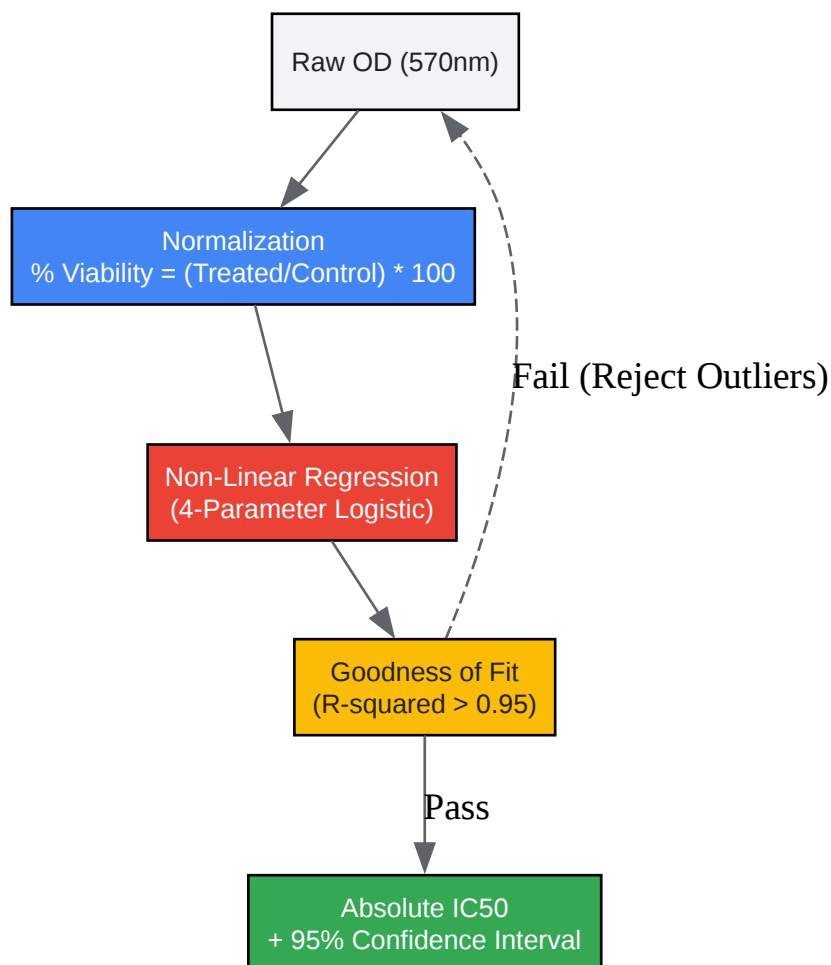 Raw OD (570nm)
Normalization
% Viability = (Treated/Control) * 100
Fail (Reject Outliers)
Non-Linear Regression
(4-Parameter Logistic)
Goodness of Fit
(R-squared > 0.95)
Pass
Absolute IC50
+ 95% Confidence Interval